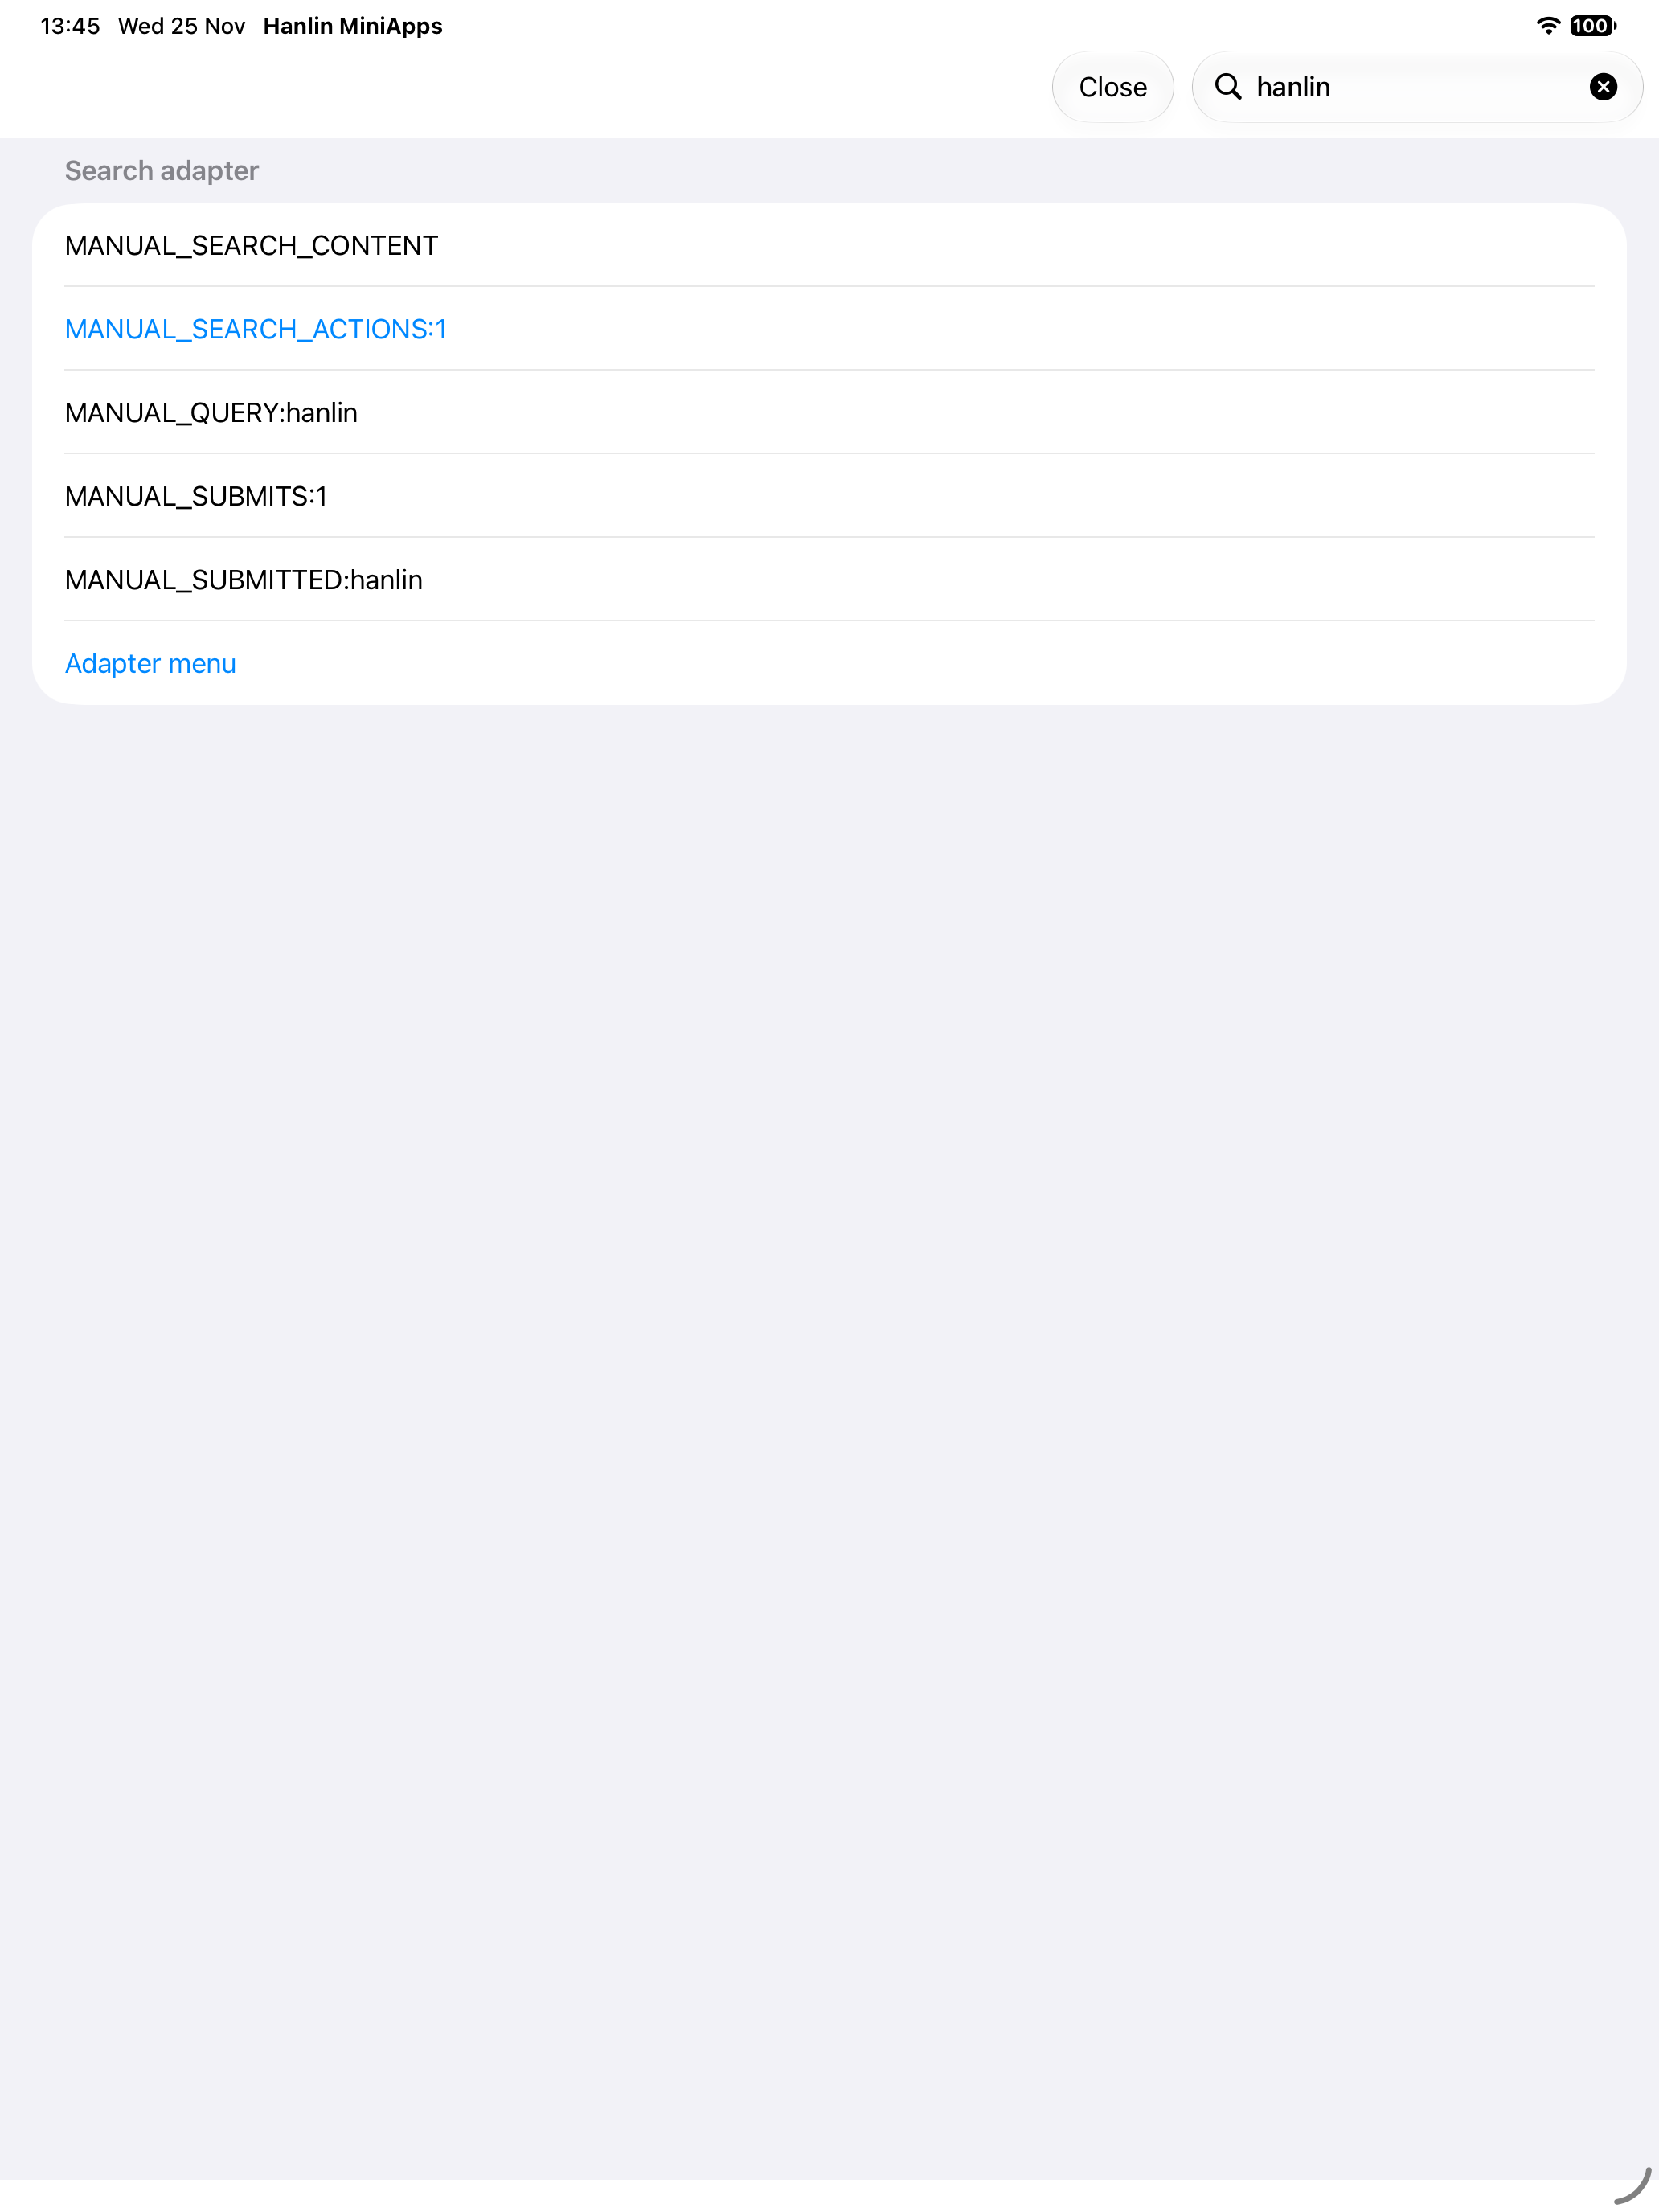 13:45 Wed 25 Nov Hanlin MiniApps 100
Close hanlin
Search adapter
MANUAL_SEARCH_CONTENT
MANUAL_SEARCH_ACTIONS:1
MANUAL_QUERY:hanlin
MANUAL_SUBMITS:1
MANUAL_SUBMITTED:hanlin
Adapter menu